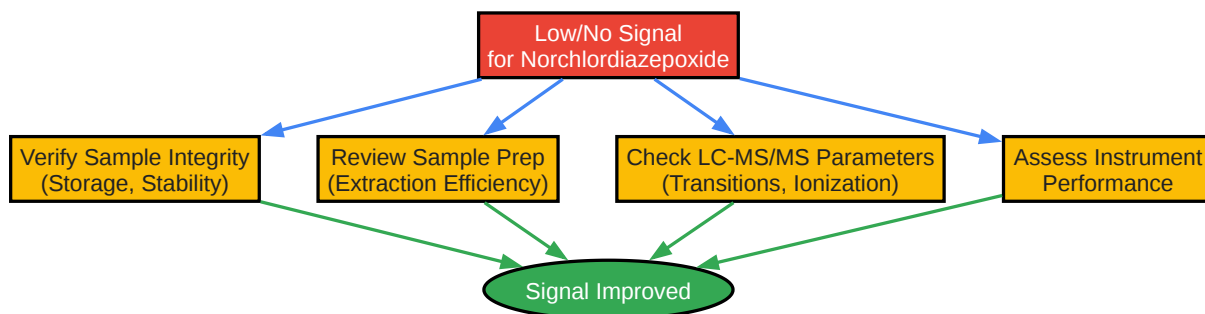 Low/No Signal
for Norchlordiazepoxide
Verify Sample Integrity
(Storage, Stability)
Review Sample Prep
(Extraction Efficiency)
Check LC-MS/MS Parameters
(Transitions, Ionization)
Assess Instrument
Performance
Signal Improved